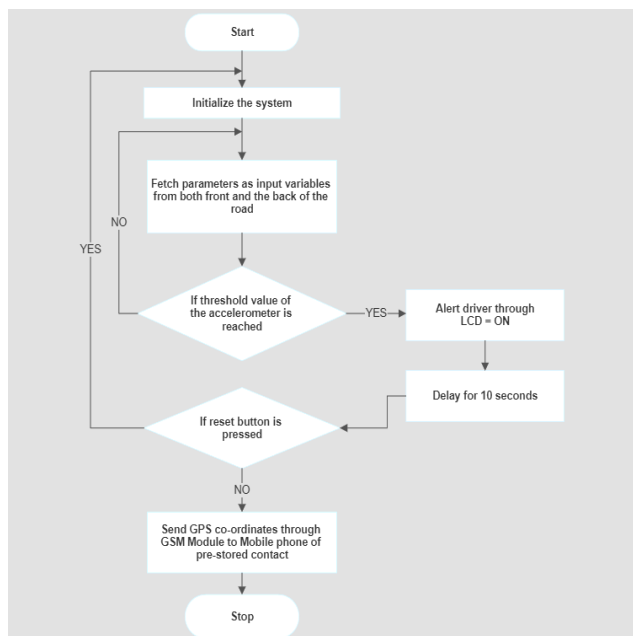 Start
Initialize the system
Fetch parameters as input variables
from both front and the back of the
road
NO
YES
If threshold value of
the accelerometer is
reached
YES
Alert driver through
LCD = ON
Delay for 10 seconds
If reset button is
pressed
NO
Send GPS co-ordinates through
GSM Module to Mobile phone of
pre-stored contact
Stop